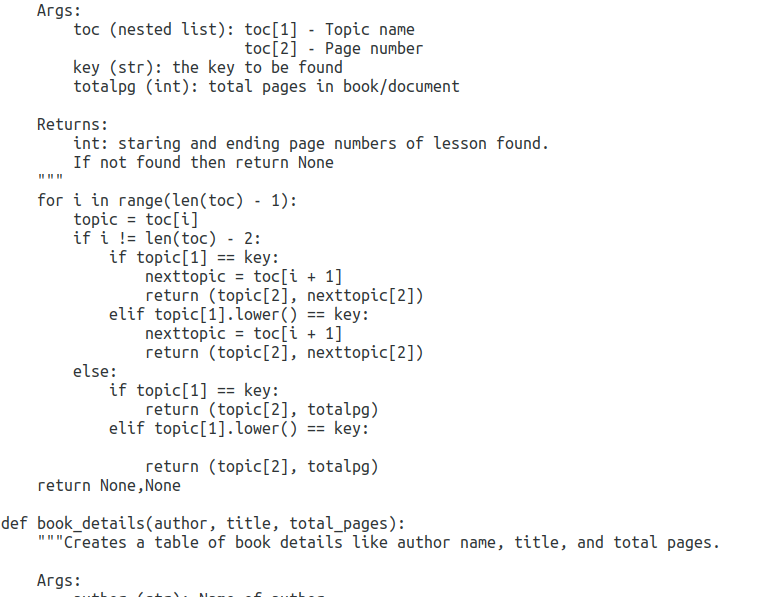 Args:
        toc (nested list): toc[1] - Topic name
                           toc[2] - Page number
        key (str): the key to be found
        totalpg (int): total pages in book/document

    Returns:
        int: staring and ending page numbers of lesson found.
        If not found then return None
    """
    for i in range(len(toc) - 1):
        topic = toc[i]
        if i != len(toc) - 2:
            if topic[1] == key:
                nexttopic = toc[i + 1]
                return (topic[2], nexttopic[2])
            elif topic[1].lower() == key:
                nexttopic = toc[i + 1]
                return (topic[2], nexttopic[2])
        else:
            if topic[1] == key:
                return (topic[2], totalpg)
            elif topic[1].lower() == key:

                return (topic[2], totalpg)
    return None,None

def book_details(author, title, total_pages):
    """Creates a table of book details like author name, title, and total pages.

    Args:
        author (str): Name of author